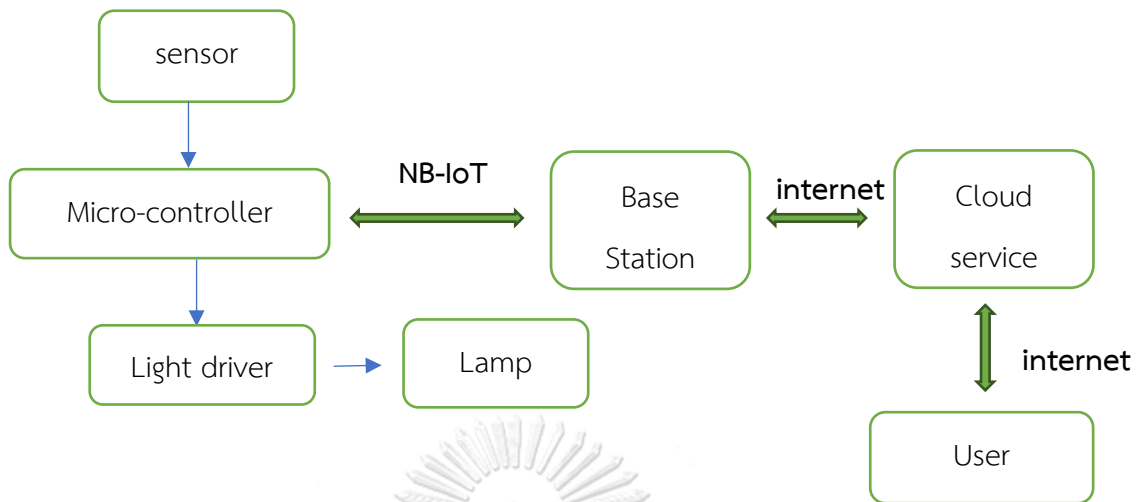 sensor
NB-IoT
internet
Micro-controller
Base
Station
Cloud
service
Light driver
Lamp
internet
User